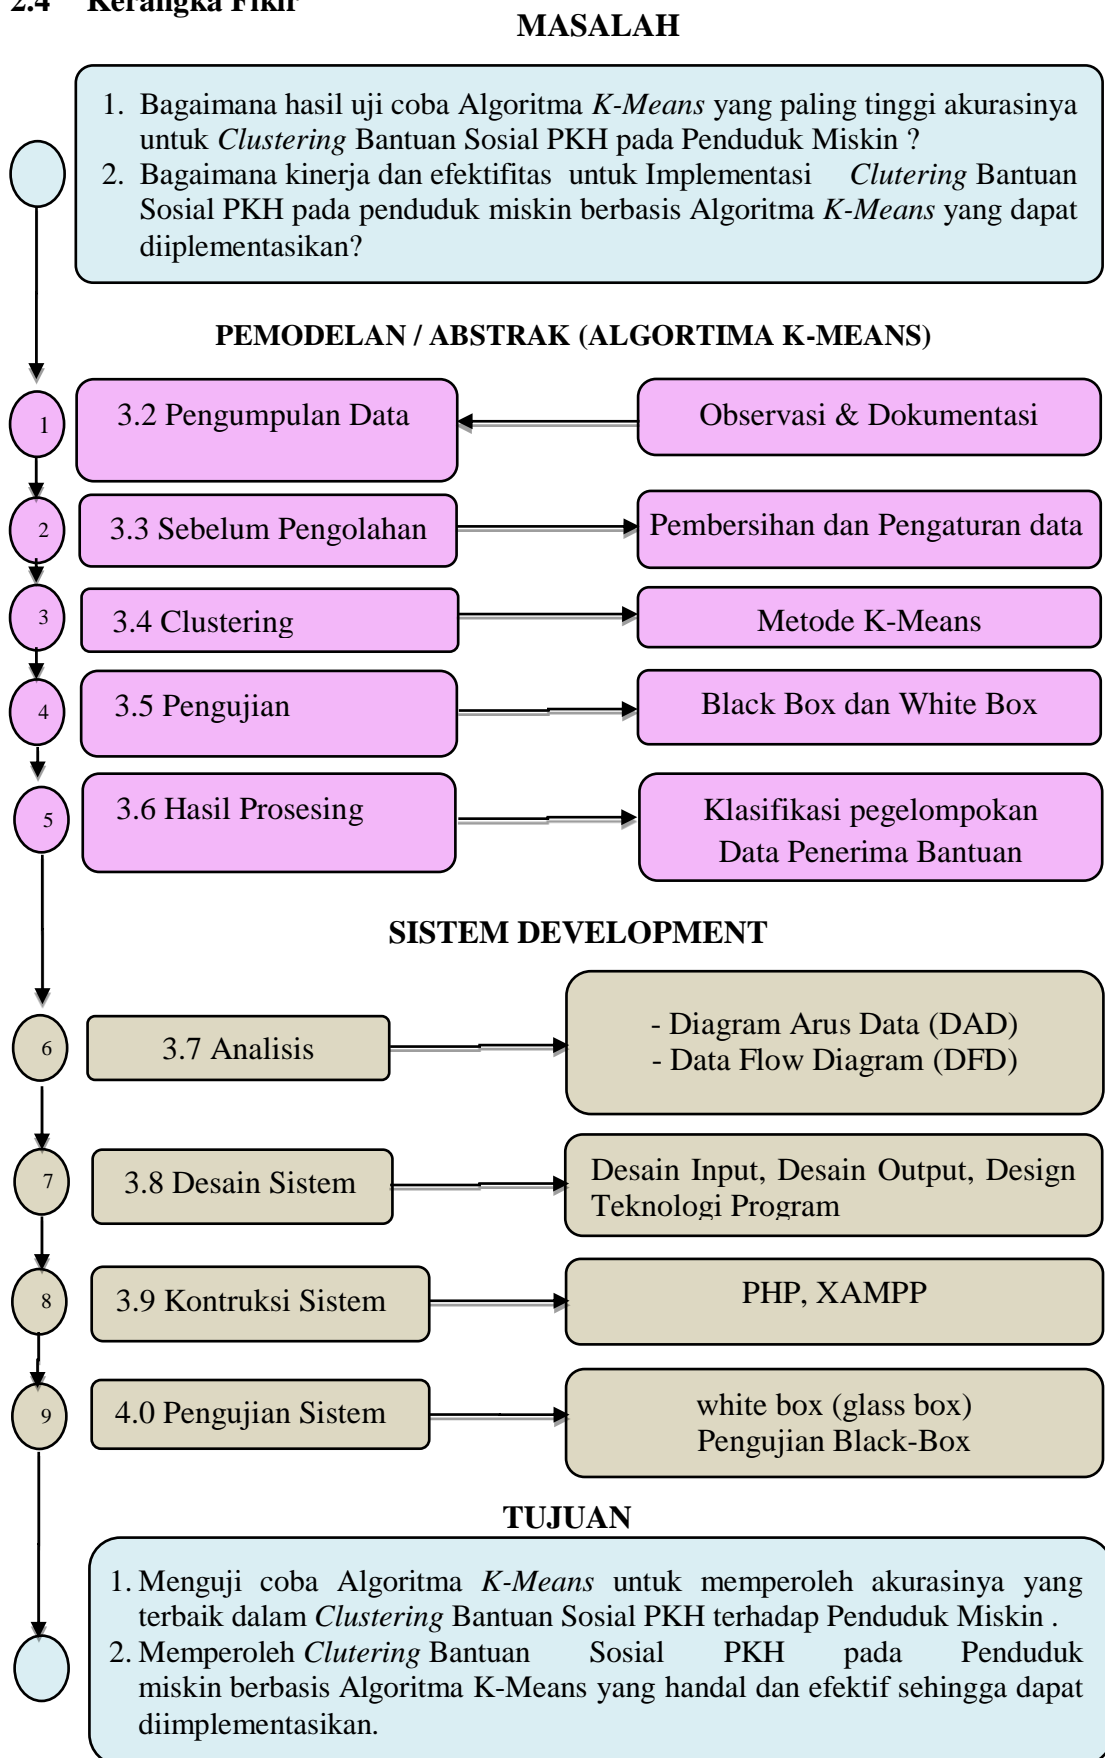 2.4 Kerangka Fikir
MASALAH
1. Bagaimana hasil uji coba Algoritma K-Means yang paling tinggi akurasinya
untuk Clustering Bantuan Sosial PKH pada Penduduk Miskin ?
2. Bagaimana kinerja dan efektifitas untuk Implementasi Clutering Bantuan
Sosial PKH pada penduduk miskin berbasis Algoritma K-Means yang dapat
diiplementasikan?
PEMODELAN / ABSTRAK (ALGORTIMA K-MEANS)
1
3.2 Pengumpulan Data
Observasi & Dokumentasi
2
3.3 Sebelum Pengolahan
Pembersihan dan Pengaturan data
3
3.4 Clustering
Metode K-Means
4
3.5 Pengujian
Black Box dan White Box
5
3.6 Hasil Prosesing
Klasifikasi pegelompokan
Data Penerima Bantuan
SISTEM DEVELOPMENT
6
3.7 Analisis
- Diagram Arus Data (DAD)
- Data Flow Diagram (DFD)
7
3.8 Desain Sistem
Desain Input, Desain Output, Design
Teknologi Program
8
3.9 Kontruksi Sistem
PHP, XAMPP
9
4.0 Pengujian Sistem
white box (glass box)
Pengujian Black-Box
TUJUAN
1. Menguji coba Algoritma K-Means untuk memperoleh akurasinya yang
terbaik dalam Clustering Bantuan Sosial PKH terhadap Penduduk Miskin .
2. Memperoleh Clutering Bantuan Sosial PKH pada Penduduk
miskin berbasis Algoritma K-Means yang handal dan efektif sehingga dapat
diimplementasikan.